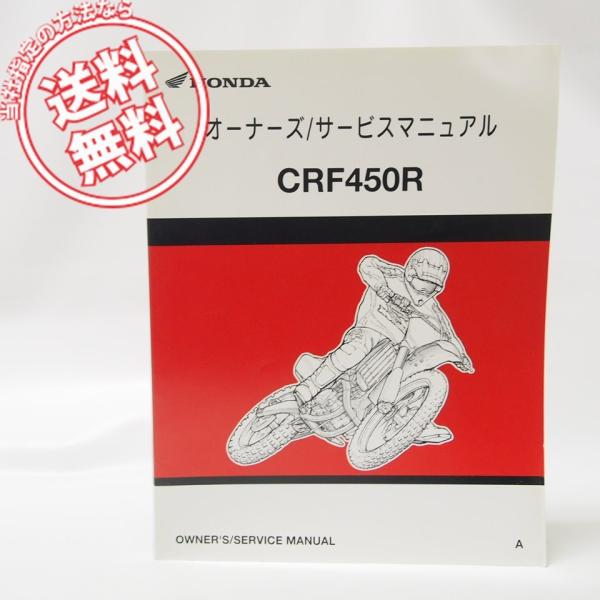 当社指定の方法なら
送料
無料
HONDA
オーナーズ/サービスマニュアル
CRF450R
OWNER'S/SERVICE MANUAL
A